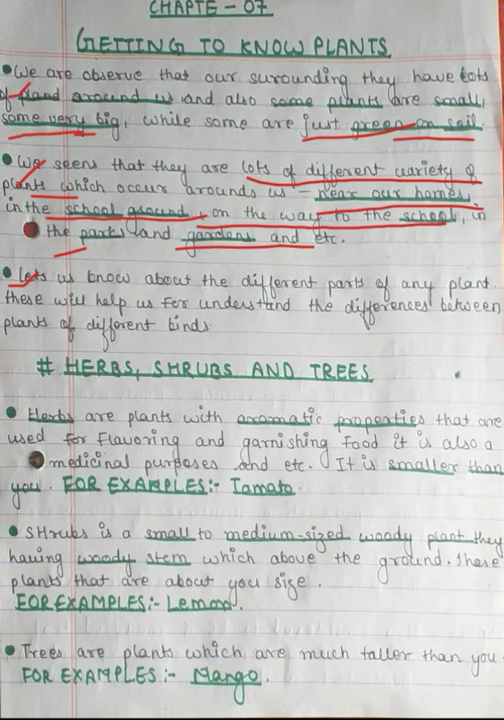 CHAPTE - 07
GETTING TO KNOW PLANTS
• We are observe that our surounding they have lots
of pland around us and also some plants are small,
some very big, while some are just green on soil.
• We seens that they are lots of different variety of
plants which occur arounds us - near our homes,
in the school ground, on the way to the school, in
the parks and gardens and etc.
• Lets us know about the different parts of any plant
these will help us for understand the differences between
plants of different kinds
# HERBS, SHRUBS AND TREES
• Herbs are plants with aromatic properties that are
used for flavoring and garnishing food it is also a
medicinal purposes and etc. It is smaller than
you. FOR EXAMPLES:- Tamato.
• SHrubs is a small to medium-sized woody plant they
having woody stem which above the ground. These
plants that are about you size.
FOR EXAMPLES:- Lemon.
• Trees are plants which are much taller than you.
FOR EXAMPLES :- Mango.